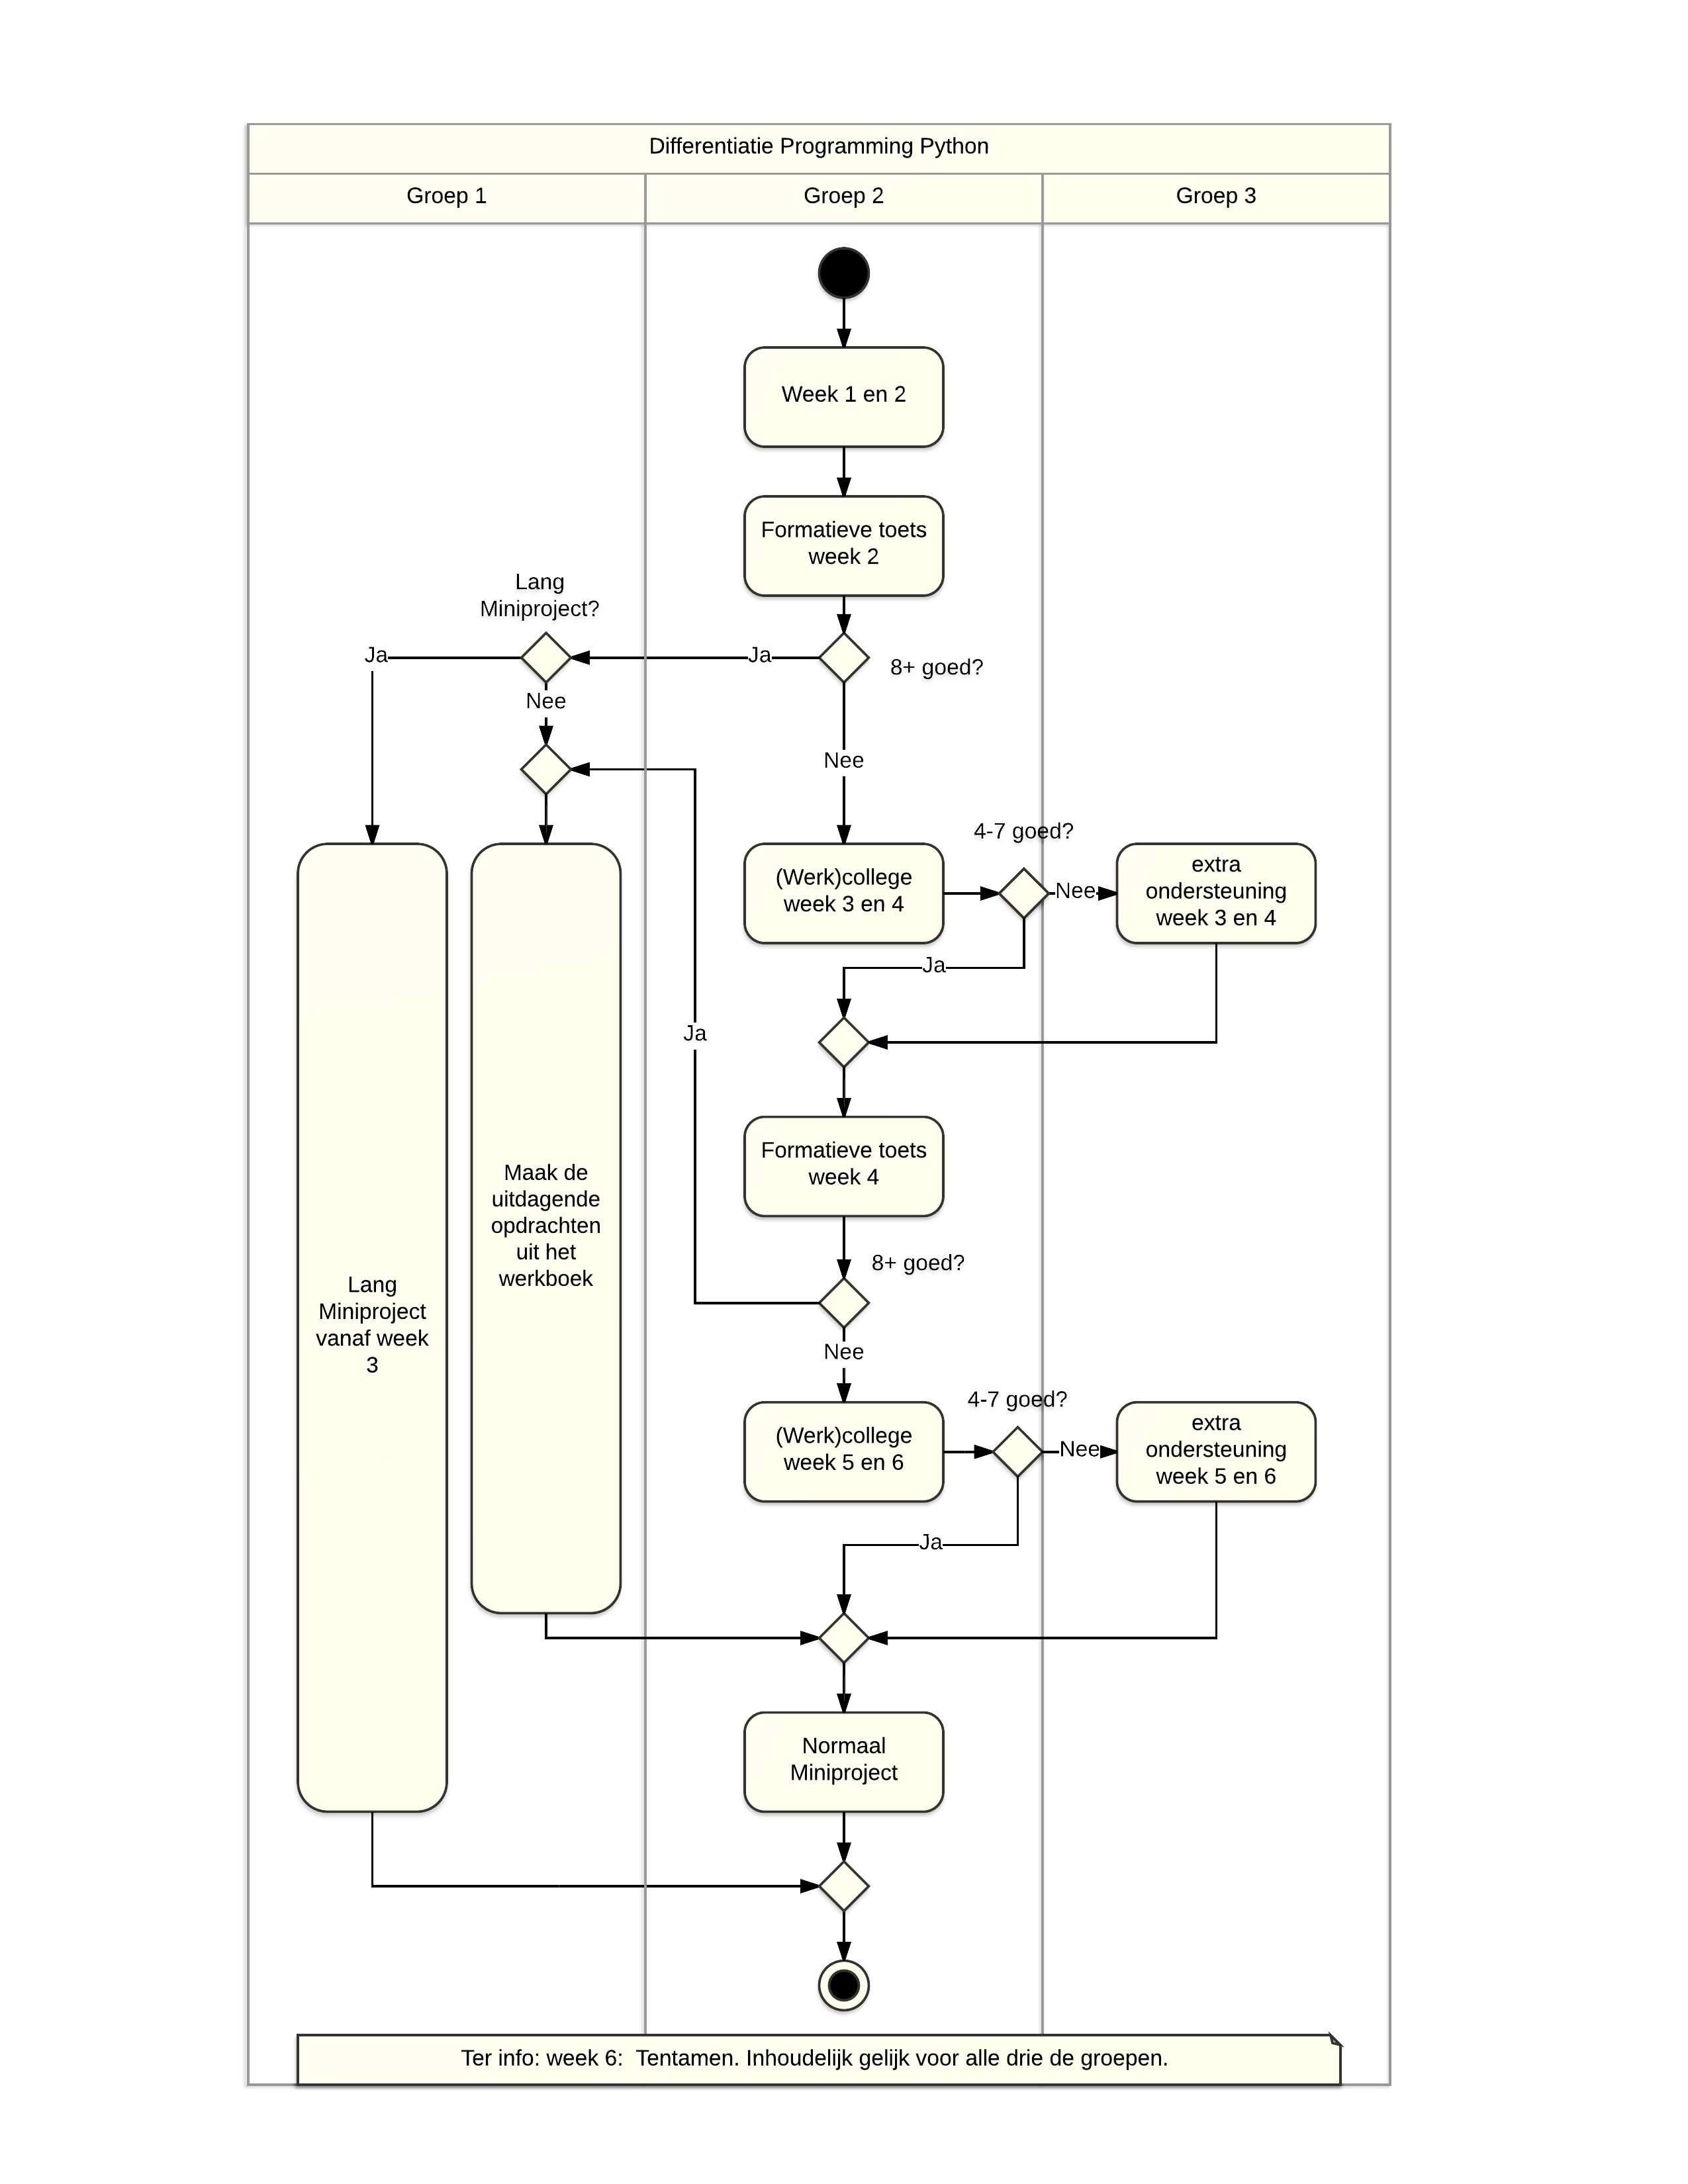 Differentiatie Programming Python
Groep 1
Groep 2
Groep 3
Week 1 en 2
Formatieve toets
week 2
Lang
Miniproject?
Ja
Ja
8+ goed?
Nee
Nee
4-7 goed?
(Werk)college
week 3 en 4
Nee
extra
ondersteuning
week 3 en 4
Ja
Ja
Formatieve toets
week 4
Maak de
uitdagende
opdrachten
uit het
werkboek
8+ goed?
Lang
Miniproject
vanaf week
3
Nee
4-7 goed?
(Werk)college
week 5 en 6
Nee
extra
ondersteuning
week 5 en 6
Ja
Normaal
Miniproject
Ter info: week 6:  Tentamen. Inhoudelijk gelijk voor alle drie de groepen.